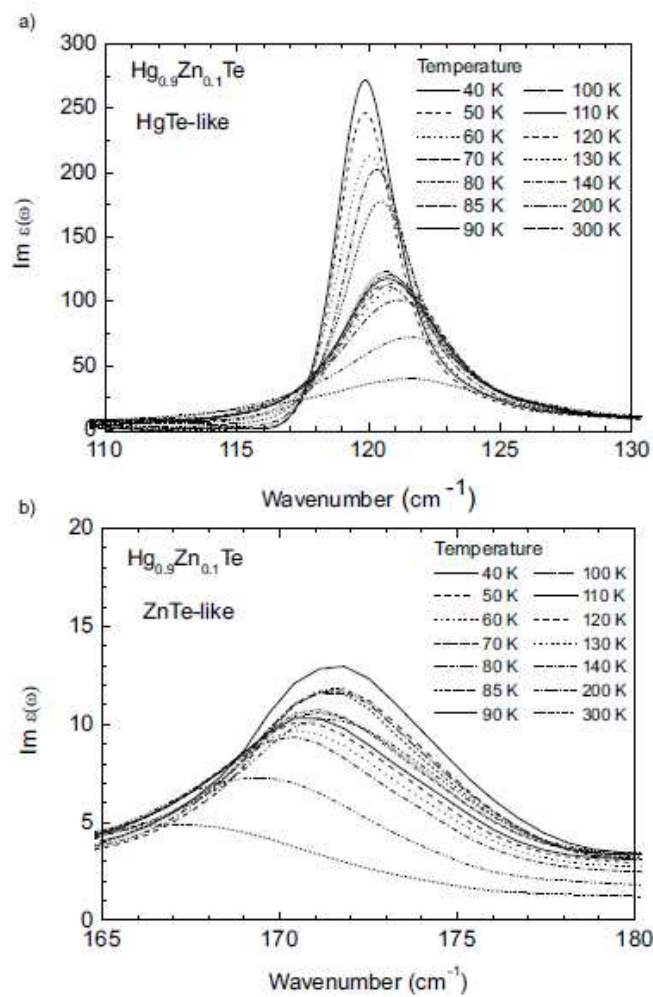 a)
300
250
200
150
100
50
0
Im ε(ω)
Hg0.9Zn0.1Te
HgTe-like
Temperature
40 K 100 K
50 K 110 K
60 K 120 K
70 K 130 K
80 K 140 K
85 K 200 K
90 K 300 K
110 115 120 125 130
Wavenumber (cm⁻¹)
b)
20
15
10
5
0
Im ε(ω)
Hg0.9Zn0.1Te
ZnTe-like
Temperature
40 K 100 K
50 K 110 K
60 K 120 K
70 K 130 K
80 K 140 K
85 K 200 K
90 K 300 K
165 170 175 180
Wavenumber (cm⁻¹)